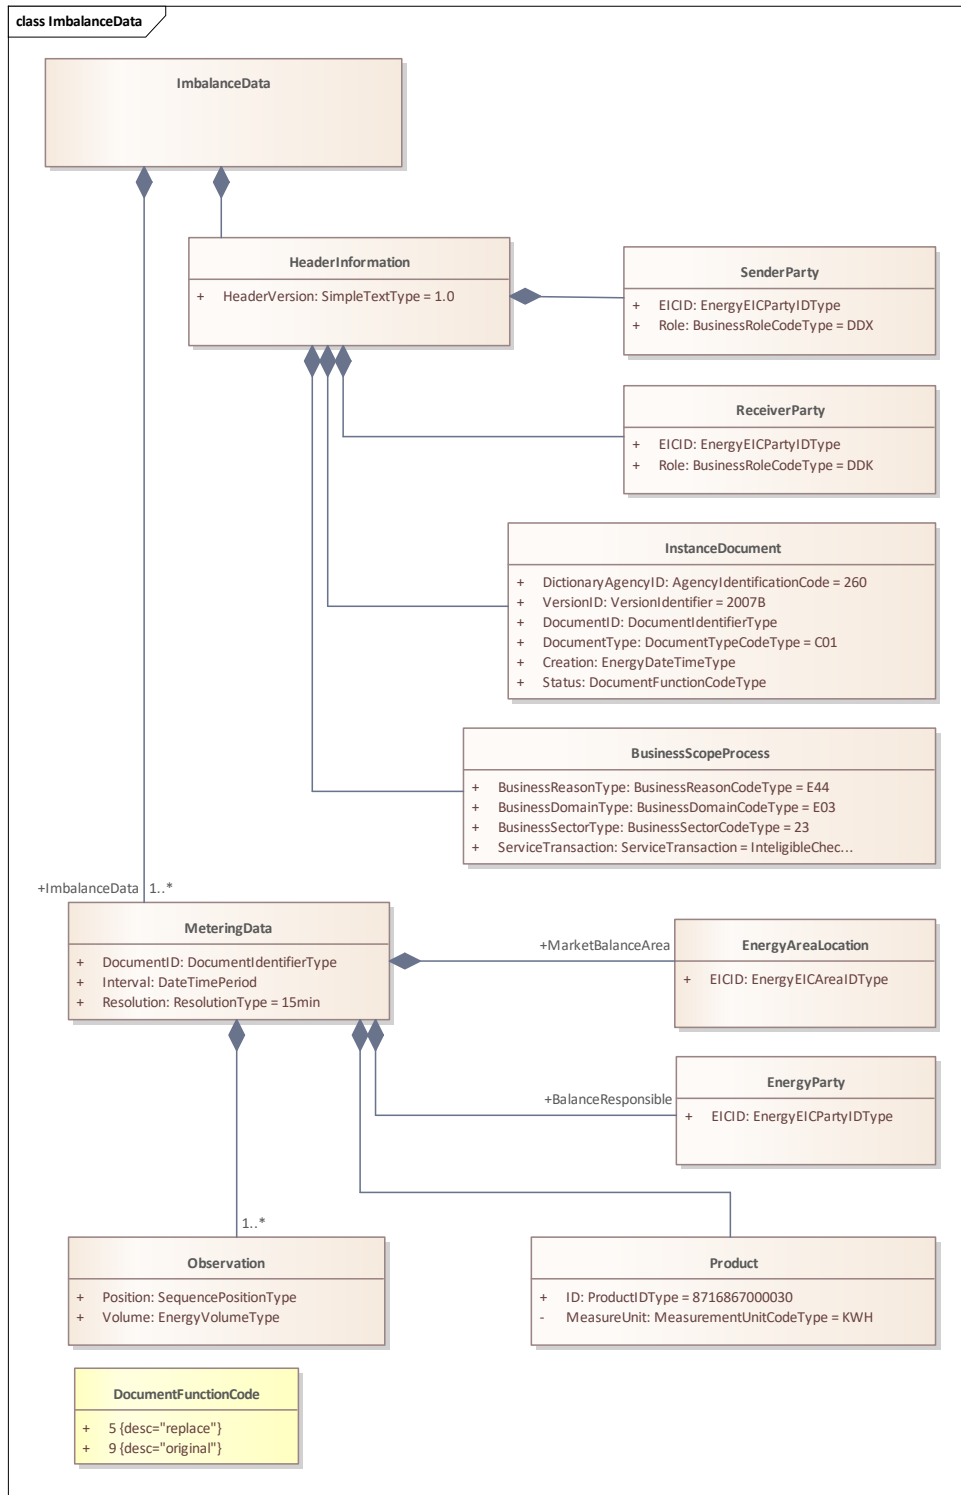 class ImbalanceData
ImbalanceData
HeaderInformation
+ HeaderVersion: SimpleTextType = 1.0
SenderParty
+ EICID: EnergyEICPartyIDType
+ Role: BusinessRoleCodeType = DDX
ReceiverParty
+ EICID: EnergyEICPartyIDType
+ Role: BusinessRoleCodeType = DDK
InstanceDocument
+ DictionaryAgencyID: AgencyIdentificationCode = 260
+ VersionID: VersionIdentifier = 2007B
+ DocumentID: DocumentIdentifierType
+ DocumentType: DocumentTypeCodeType = C01
+ Creation: EnergyDateTimeType
+ Status: DocumentFunctionCodeType
BusinessScopeProcess
+ BusinessReasonType: BusinessReasonCodeType = E44
+ BusinessDomainType: BusinessDomainCodeType = E03
+ BusinessSectorType: BusinessSectorCodeType = 23
+ ServiceTransaction: ServiceTransaction = InteligibleChec...
+ImbalanceData 1..*
MeteringData
+ DocumentID: DocumentIdentifierType
+ Interval: DateTimePeriod
+ Resolution: ResolutionType = 15min
+MarketBalanceArea
EnergyAreaLocation
+ EICID: EnergyEICAreaIDType
+BalanceResponsible
EnergyParty
+ EICID: EnergyEICPartyIDType
1..*
Observation
+ Position: SequencePositionType
+ Volume: EnergyVolumeType
Product
+ ID: ProductIDType = 8716867000030
- MeasureUnit: MeasurementUnitCodeType = KWH
DocumentFunctionCode
+ 5 {desc="replace"}
+ 9 {desc="original"}